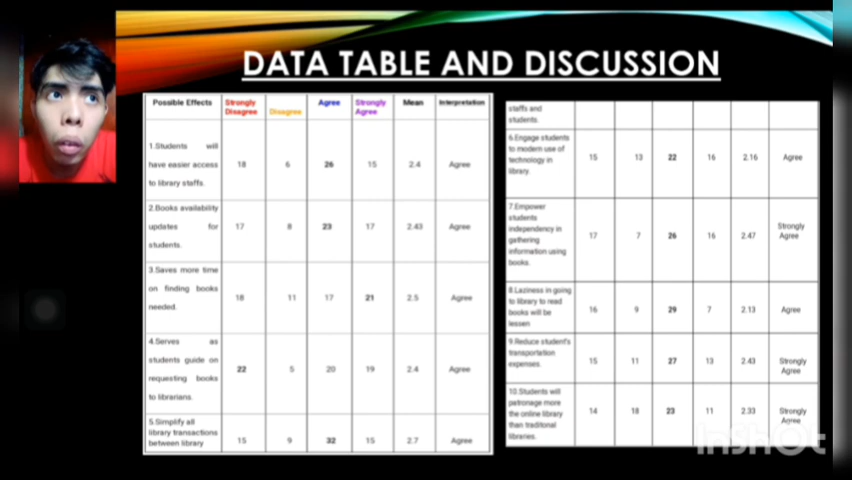 DATA TABLE AND DISCUSSION
Possible Effects Strongly Disagree Disagree Agree Strongly Agree Mean Interpretation
1.Students will
have easier access 18 6 26 15 2.4 Agree
to library staffs.
2.Books availability
updates for 17 8 23 17 2.43 Agree
students.
3.Saves more time
on finding books 18 11 17 21 2.5 Agree
needed.
4.Serves as
students guide on 22 5 20 19 2.4 Agree
requesting books
to librarians.
5.Simplify all
library transactions
between library 15 9 32 15 2.7 Agree
staffs and
students.
6.Engage students
to modern use of 15 13 22 16 2.16 Agree
technology in
library.
7.Empower
students
independency in 17 7 26 16 2.47 Strongly Agree
gathering
information using
books.
8.Laziness in going
to library to read 16 9 29 7 2.13 Agree
books will be
lessen
9.Reduce student's
transportation 15 11 27 13 2.43 Strongly Agree
expenses.
10.Students will
patronage more 14 18 23 11 2.33 Strongly Agree
the online library
than traditional
libraries.
InShOt